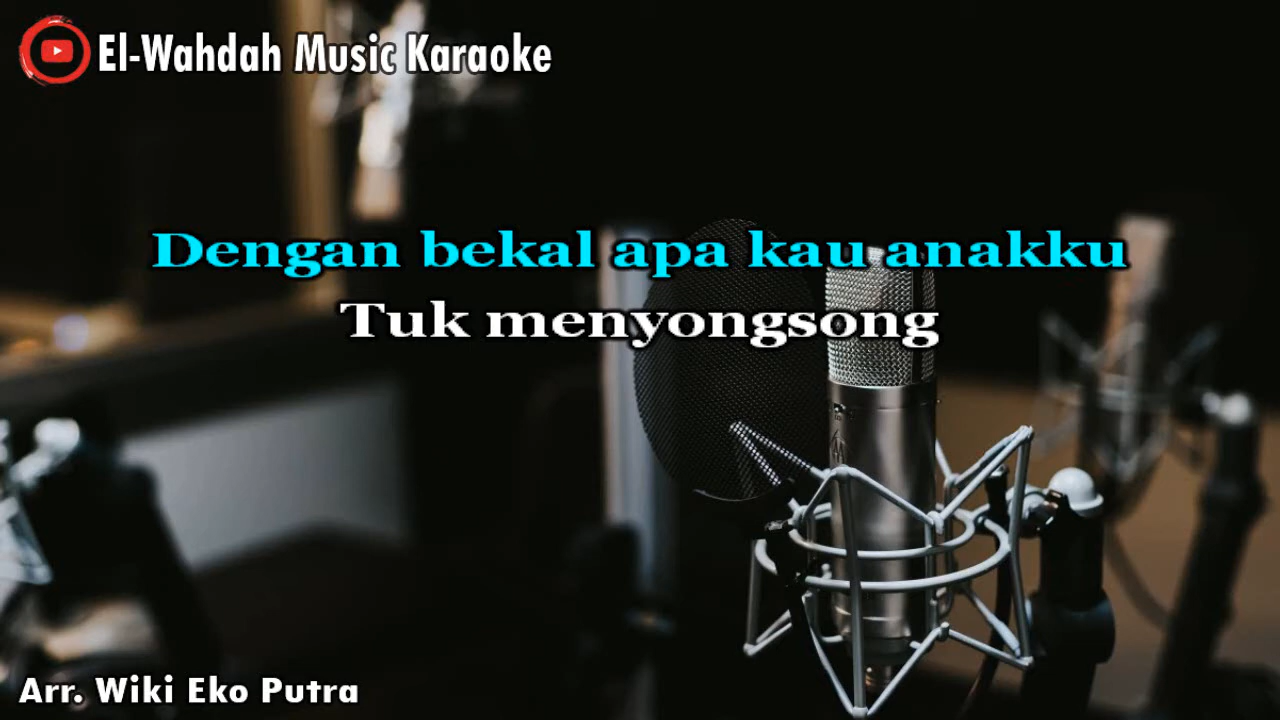 El-Wahdah Music Karaoke
Dengan bekal apa kau anakku
Tuk menyongsong
Arr. Wiki Eko Putra